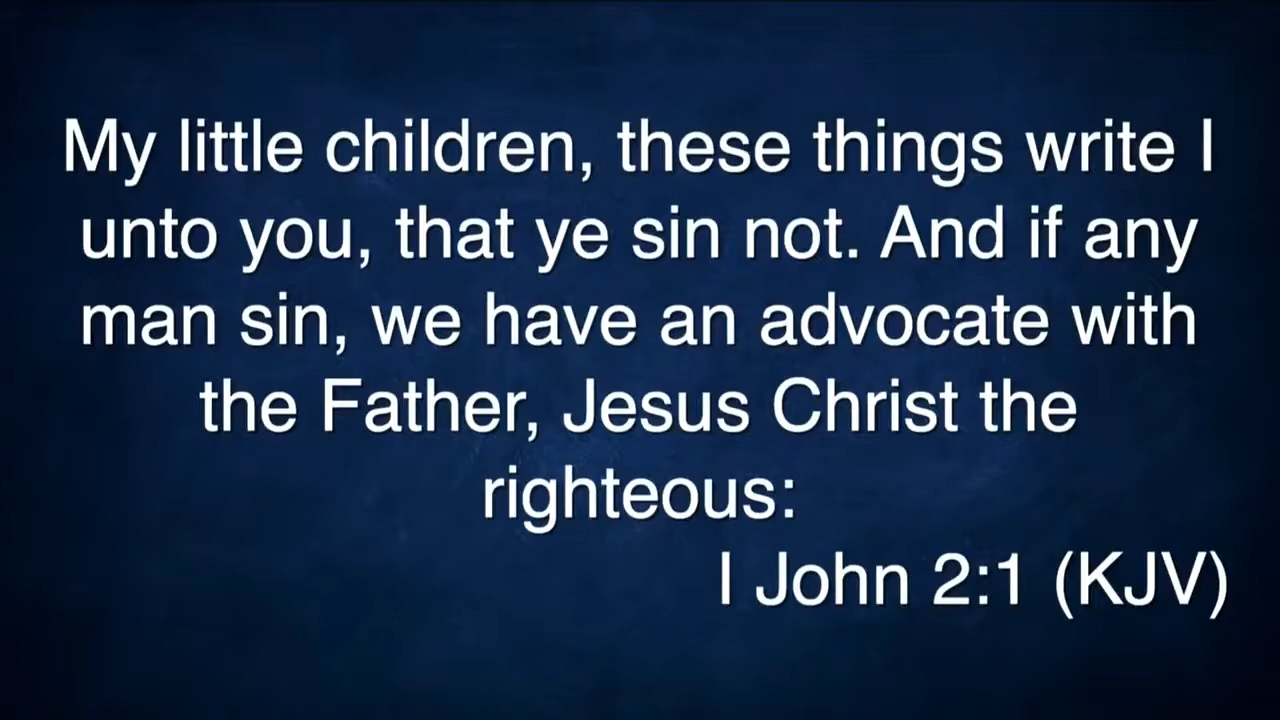 My little children, these things write I
unto you, that ye sin not. And if any
man sin, we have an advocate with
the Father, Jesus Christ the
righteous:
I John 2:1 (KJV)